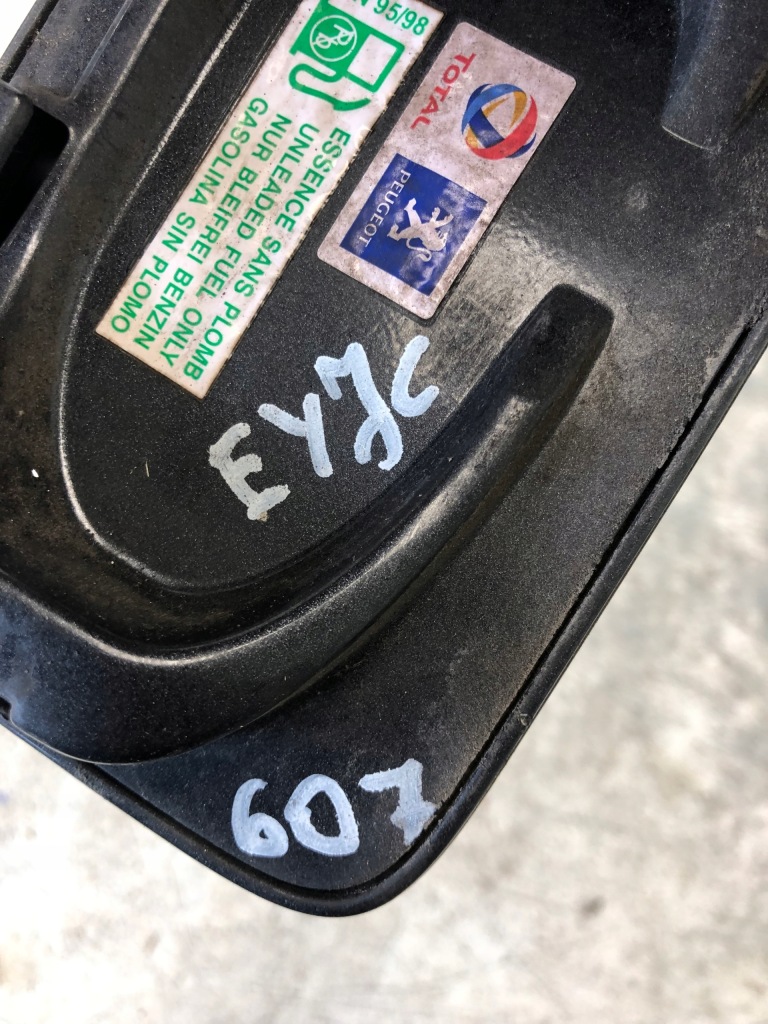 N 95/98
ESSENCE SANS PLOMB
UNLEADED FUEL ONLY
NUR BLEIFREI BENZIN
GASOLINA SIN PLOMO
TOTAL
PEUGEOT
EYJC
607